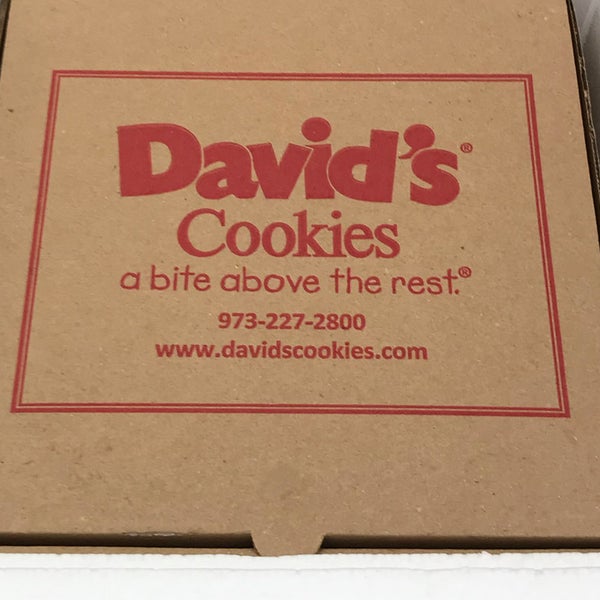 David's®
Cookies
a bite above the rest.®
973-227-2800
www.davidscookies.com